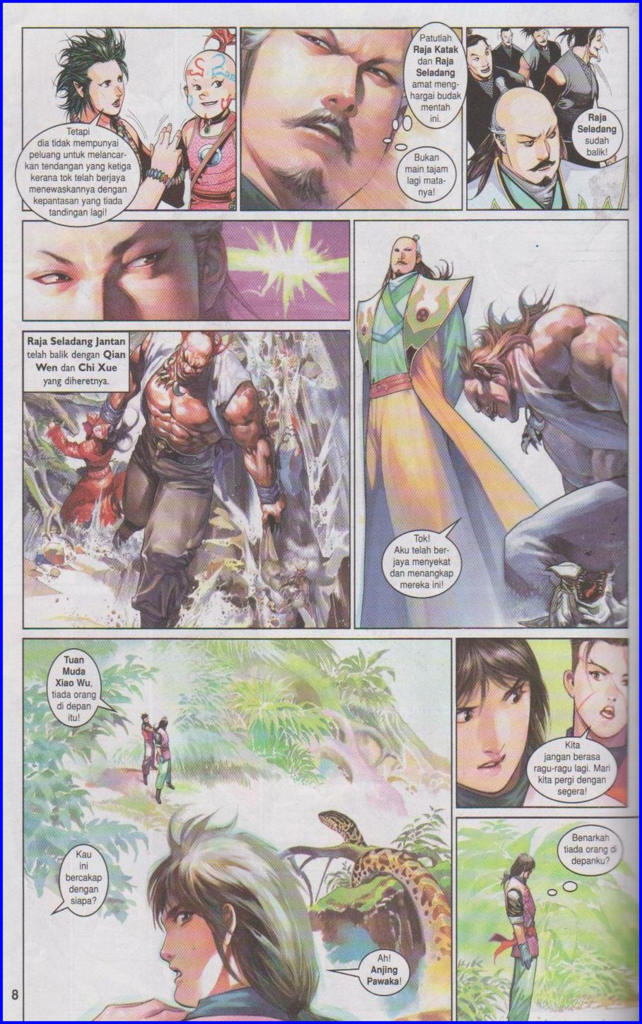 Tetapi
dia tidak mempunyai
peluang untuk melancar-
kan tendangan yang ketiga
kerana tok telah berjaya
menewaskannya dengan
kepantasan yang tiada
tandingan lagi!
Patutlah
Raja Katak
dan Raja
Seladang
amat meng-
hargai budak
mentah
ini.
Bukan
main tajam
lagi mata-
nya!
Raja
Seladang
sudah
balik!
Raja Seladang Jantan
telah balik dengan Qian
Wen dan Chi Xue
yang diheretnya.
Tok!
Aku telah ber-
jaya menyekat
dan menangkap
mereka ini!
Tuan
Muda
Xiao Wu,
tiada orang
di depan
itu!
Kau
ini
bercakap
dengan
siapa?
Ah!
Anjing
Pawaka!
Kita
jangan berasa
ragu-ragu lagi. Mari
kita pergi dengan
segera!
Benarkah
tiada orang di
depanku?
8